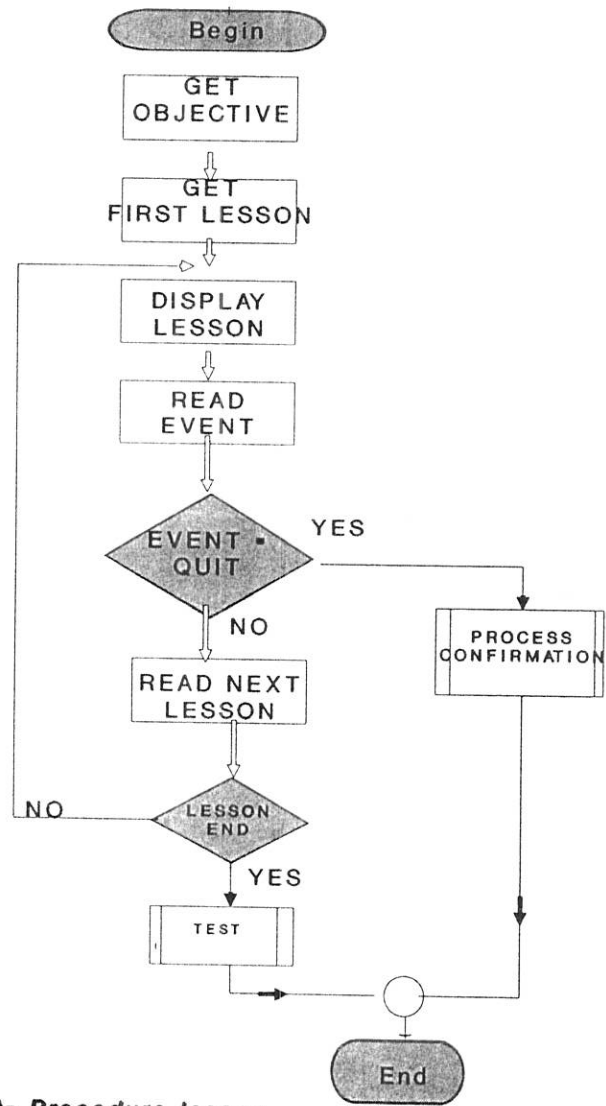 Begin
GET
OBJECTIVE
GET
FIRST LESSON
DISPLAY
LESSON
READ
EVENT
EVENT =
QUIT
YES
NO
PROCESS
CONFIRMATION
READ NEXT
LESSON
LESSON
END
NO
YES
TEST
End
Procedure